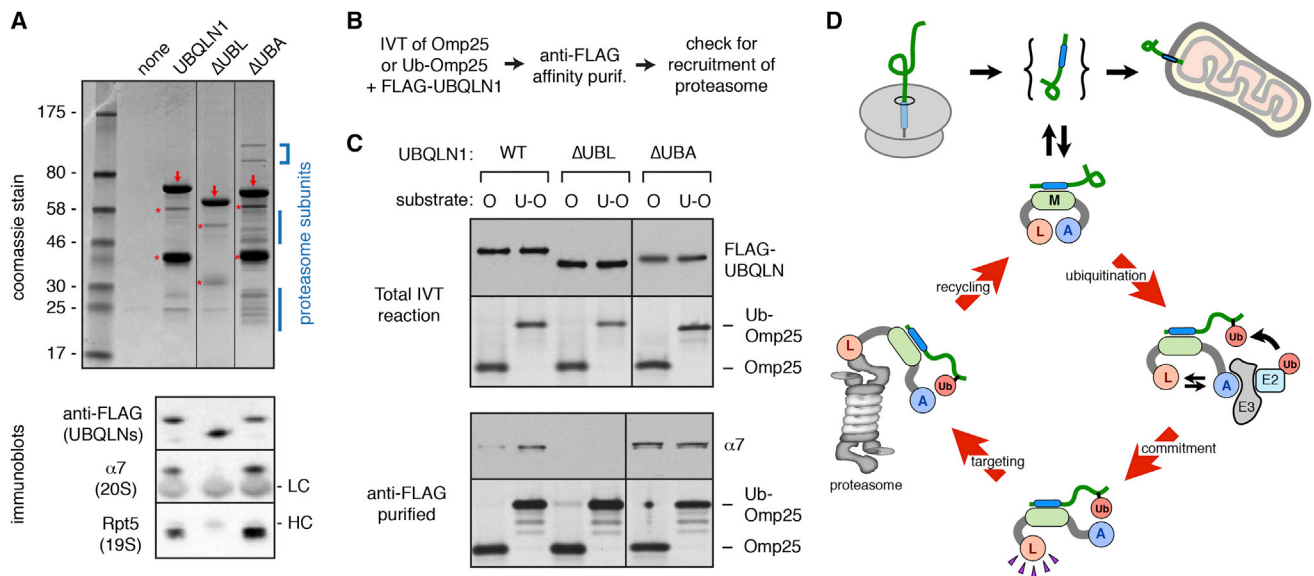 A
none
UBQLN1
ΔUBL
ΔUBA
coomassie stain
175 -
80 -
58 -
46 -
30 -
25 -
17 -
*
*
*
*
*
*
proteasome subunits
immunoblots
anti-FLAG
(UBQLNs)
α7
(20S)
Rpt5
(19S)
- LC
- HC
B
IVT of Omp25
or Ub-Omp25
+ FLAG-UBQLN1
anti-FLAG
affinity purif.
check for
recruitment of
proteasome
C
UBQLN1: WT ΔUBL ΔUBA
substrate: O U-O O U-O O U-O
Total IVT
reaction
FLAG-
UBQLN
Ub-
Omp25
Omp25
anti-FLAG
purified
α7
Ub-
Omp25
Omp25
D
M
L A
ubiquitination
Ub
Ub
L A E2
E3
commitment
Ub
A
L
targeting
L
Ub
A
proteasome
recycling